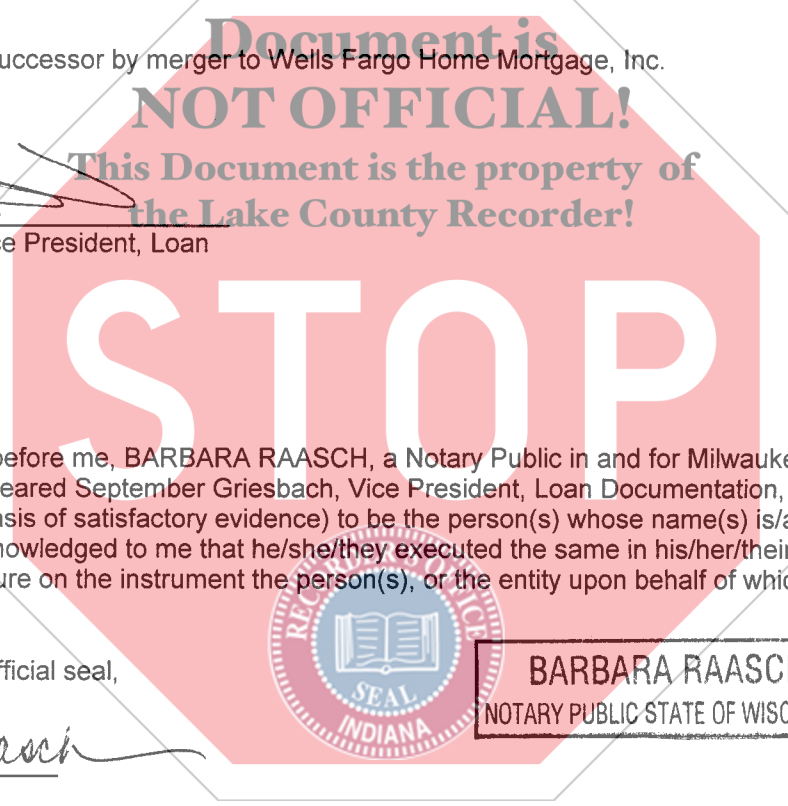 Document is
uccessor by merger to Wells Fargo Home Mortgage, Inc.
NOT OFFICIAL!
This Document is the property of
the Lake County Recorder!
e President, Loan
STOP
before me, BARBARA RAASCH, a Notary Public in and for Milwauke
eared September Griesbach, Vice President, Loan Documentation,
sis of satisfactory evidence) to be the person(s) whose name(s) is/a
nowledged to me that he/she/they executed the same in his/her/their
ure on the instrument the person(s), or the entity upon behalf of whic
RECORDER'S OFFICE
SEAL
INDIANA
fficial seal,
BARBARA RAASCH
NOTARY PUBLIC STATE OF WISC
asch